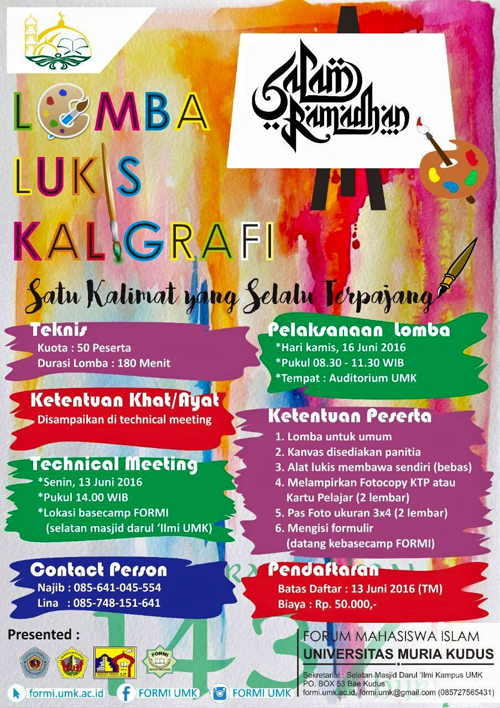 Salam
Ramadhan
LOMBA
LUKIS
KALIGRAFI
Satu Kalimat yang Selalu Terpajang
Teknis
Kuota : 50 Peserta
Durasi Lomba : 180 Menit
Pelaksanaan Lomba
*Hari kamis, 16 Juni 2016
*Pukul 08.30 - 11.30 WIB
*Tempat : Auditorium UMK
Ketentuan Khat/Ayat
Disampaikan di technical meeting
Ketentuan Peserta
1. Lomba untuk umum
2. Kanvas disediakan panitia
3. Alat lukis membawa sendiri (bebas)
4. Melampirkan Fotocopy KTP atau
Kartu Pelajar (2 lembar)
5. Pas Foto ukuran 3x4 (2 lembar)
6. Mengisi formulir
(datang kebasecamp FORMI)
Technical Meeting
*Senin, 13 Juni 2016
*Pukul 14.00 WIB
*Lokasi basecamp FORMI
(selatan masjid darul 'Ilmi UMK)
Contact Person
Najib : 085-641-045-554
Lina : 085-748-151-641
Pendaftaran
Batas Daftar : 13 Juni 2016 (TM)
Biaya : Rp. 50.000,-
1437
Presented :
FORMI
formi.umk.ac.id
FORMI UMK
FORMI UMK
FORUM MAHASISWA ISLAM
UNIVERSITAS MURIA KUDUS
Sekretariat : Selatan Masjid Darul 'Ilmi Kampus UMK
PO. BOX 53 Bae Kudus
formi.umk.ac.id, formi.umk@gmail.com (085727565431)